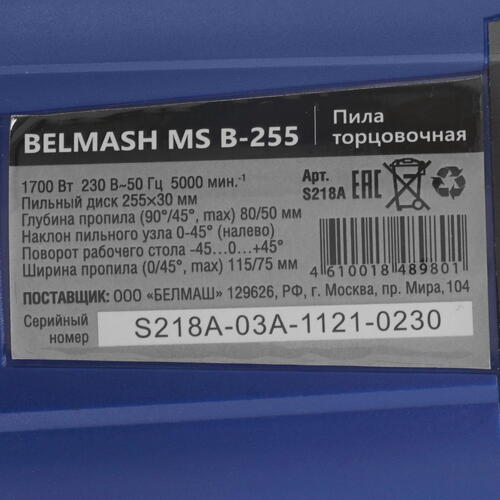 BELMASH MS B-255
Пила
торцовочная
1700 Вт 230 В~50 Гц 5000 мин.⁻¹
Пильный диск 255×30 мм
Глубина пропила (90°/45°, max) 80/50 мм
Наклон пильного узла 0-45° (налево)
Поворот рабочего стола -45...0...+45°
Ширина пропила (0/45°, max) 115/75 мм
Арт.
S218A
EAC
4 610018 489801
ПОСТАВЩИК: ООО «БЕЛМАШ» 129626, РФ, г. Москва, пр. Мира,104
Серийный
номер
S218A-03A-1121-0230